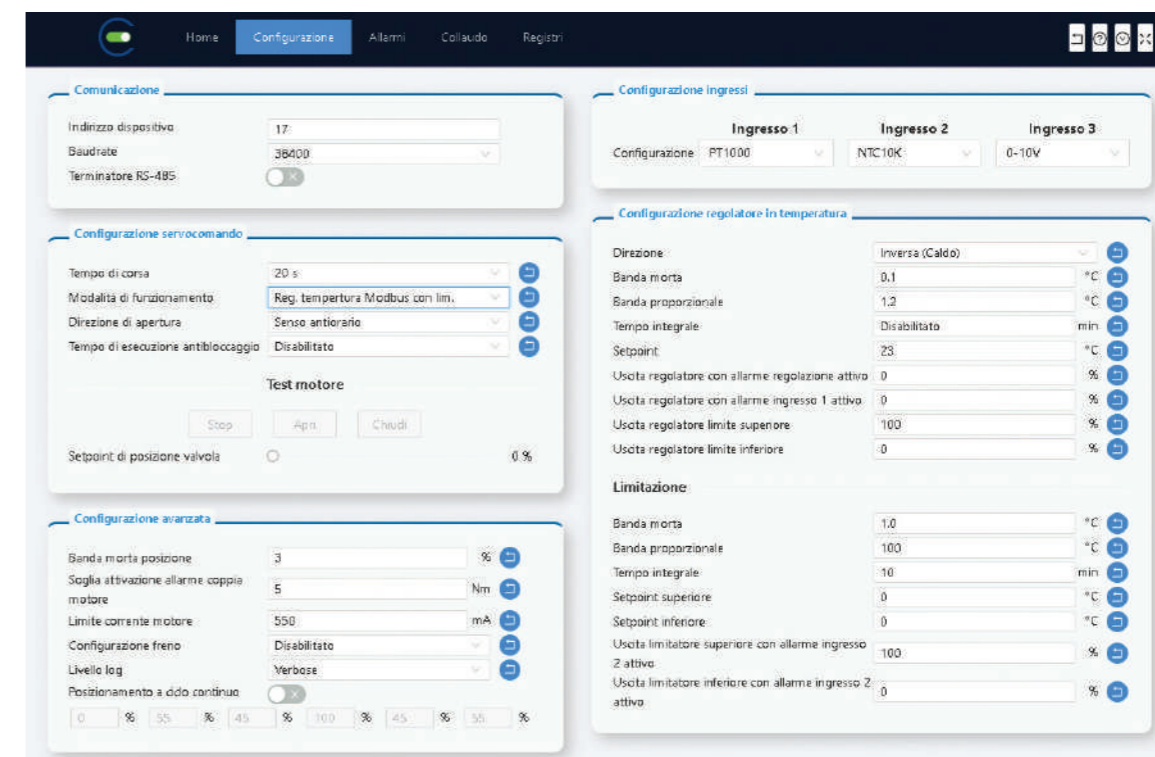 Home Configurazione Allarmi Collaudo Registri
Comunicazione
Indirizzo dispositivo 17
Baudrate 38400
Terminatore RS-485
Configurazione servocomando
Tempo di corsa 20 s
Modalità di funzionamento Reg. tempertura Modbus con lim.
Direzione di apertura Senso antiorario
Tempo di esecuzione antibloccaggio Disabilitato
Test motore
Stop Apri Chiudi
Setpoint di posizione valvola 0 %
Configurazione avanzata
Banda morta posizione 3 %
Soglia attivazione allarme coppia
motore 5 Nm
Limite corrente motore 550 mA
Configurazione freno Disabilitato
Livello log Verbose
Posizionamento a ciclo continuo
0 % 55 % 45 % 100 % 45 % 55 %
Configurazione ingressi
Ingresso 1 Ingresso 2 Ingresso 3
Configurazione PT1000 NTC10K 0-10V
Configurazione regolatore in temperatura
Direzione Inversa (Caldo)
Banda morta 0.1 °C
Banda proporzionale 1.2 °C
Tempo integrale Disabilitato min
Setpoint 23 °C
Uscita regolatore con allarme regolazione attivo 0 %
Uscita regolatore con allarme ingresso 1 attivo 0 %
Uscita regolatore limite superiore 100 %
Uscita regolatore limite inferiore 0 %
Limitazione
Banda morta 1.0 °C
Banda proporzionale 100 °C
Tempo integrale 10 min
Setpoint superiore 0 °C
Setpoint inferiore 0 °C
Uscita limitatore superiore con allarme ingresso
2 attivo 100 %
Uscita limitatore inferiore con allarme ingresso 2
attivo 0 %